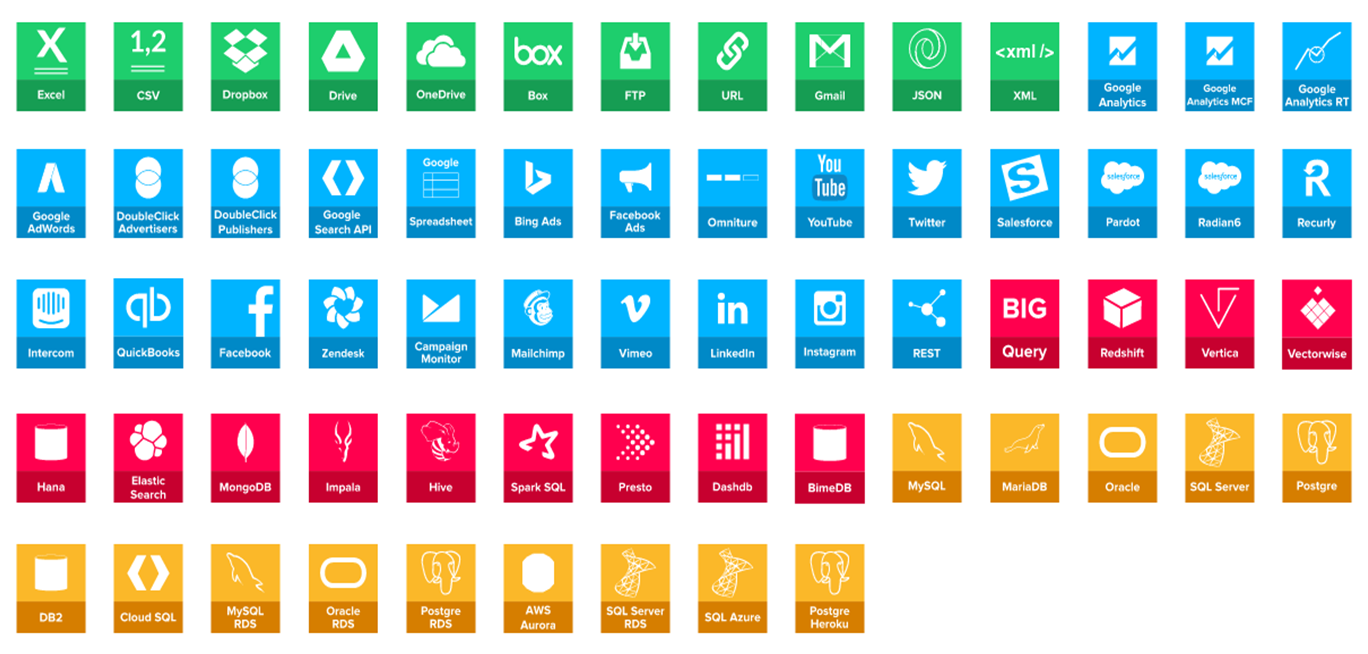 X
1,2
box
<xml />
Excel
CSV
Dropbox
Drive
OneDrive
Box
FTP
URL
Gmail
JSON
XML
Google
Analytics
Google
Analytics MCF
Google
Analytics RT
Google
You
Tube
S
salesforce
salesforce
R
Google
AdWords
DoubleClick
Advertisers
DoubleClick
Publishers
Google
Search API
Spreadsheet
Bing Ads
Facebook
Ads
Omniture
YouTube
Twitter
Salesforce
Pardot
Radian6
Recurly
qb
f
v
in
BIG
Intercom
QuickBooks
Facebook
Zendesk
Campaign
Monitor
Mailchimp
Vimeo
LinkedIn
Instagram
REST
Query
Redshift
Vertica
Vectorwise
Hana
Elastic
Search
MongoDB
Impala
Hive
Spark SQL
Presto
Dashdb
BimeDB
MySQL
MariaDB
Oracle
SQL Server
Postgre
DB2
Cloud SQL
MySQL
RDS
Oracle
RDS
Postgre
RDS
AWS
Aurora
SQL Server
RDS
SQL Azure
Postgre
Heroku